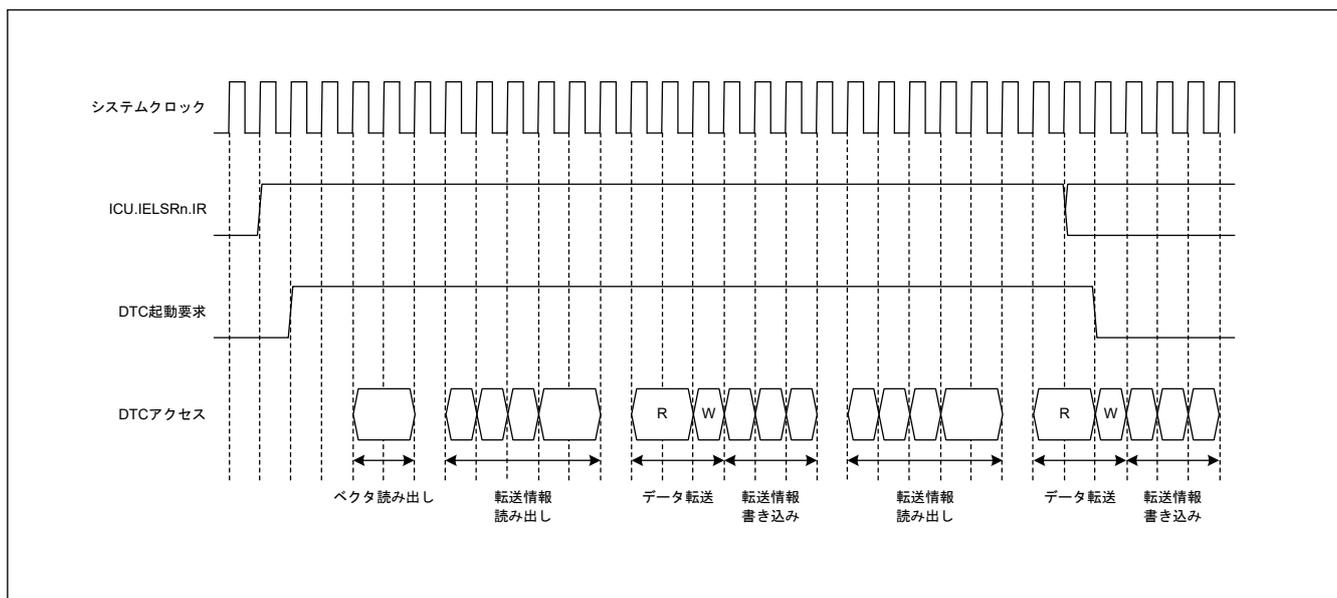 システムクロック
ICU.IELSRn.IR
DTC起動要求
DTCアクセス
R
W
R
W
ベクタ読み出し
転送情報
読み出し
データ転送
転送情報
書き込み
転送情報
読み出し
データ転送
転送情報
書き込み